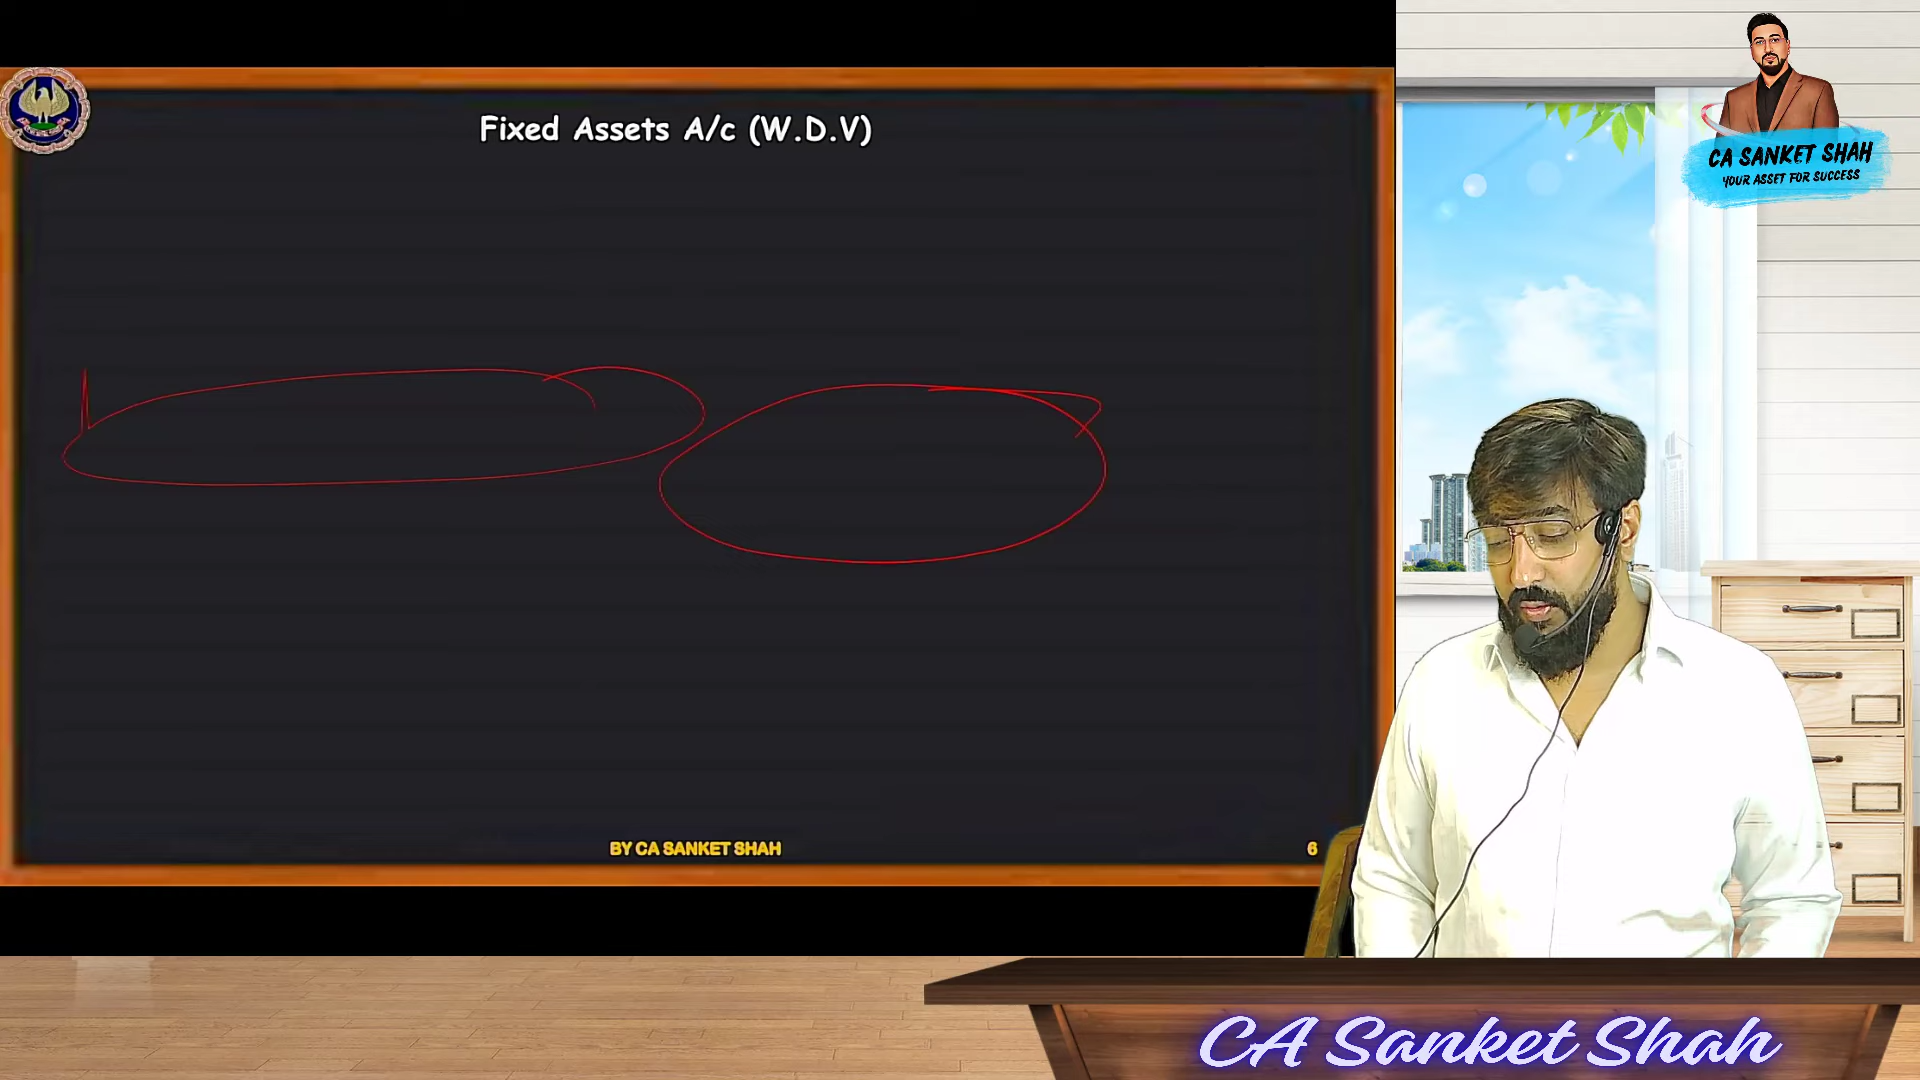 Fixed Assets A/c (W.D.V)
CA SANKET SHAH
YOUR ASSET FOR SUCCESS
BY CA SANKET SHAH
6
CA Sanket Shah